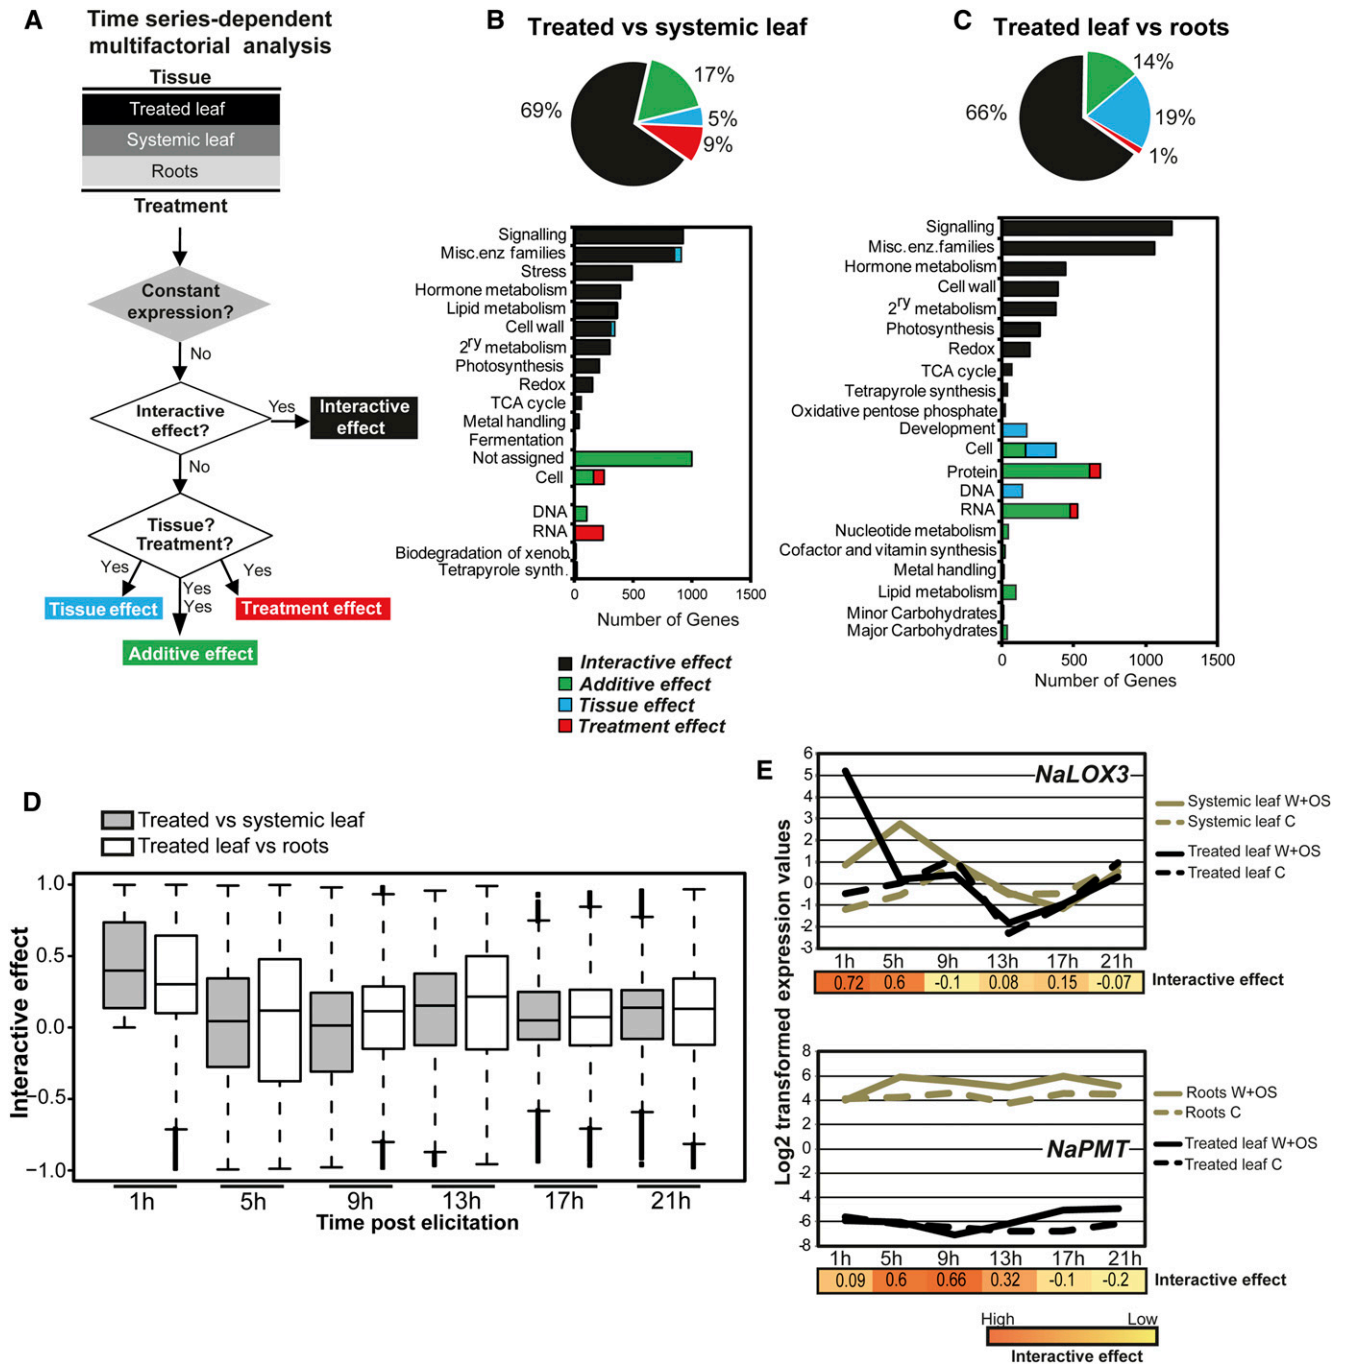 A
Time series-dependent
multifactorial analysis
Tissue
Treated leaf
Systemic leaf
Roots
Treatment
Constant
expression?
No
Interactive
effect?
Yes
Interactive
effect
No
Tissue?
Treatment?
Yes
Yes
Yes
Yes
Tissue effect
Treatment effect
Additive effect
B
Treated vs systemic leaf
17%
69%
5%
9%
Signalling
Misc.enz families
Stress
Hormone metabolism
Lipid metabolism
Cell wall
2ry metabolism
Photosynthesis
Redox
TCA cycle
Metal handling
Fermentation
Not assigned
Cell
DNA
RNA
Biodegradation of xenob.
Tetrapyrole synth.
0 500 1000 1500
Number of Genes
Interactive effect
Additive effect
Tissue effect
Treatment effect
C
Treated leaf vs roots
14%
66%
19%
1%
Signalling
Misc.enz.families
Hormone metabolism
Cell wall
2ry metabolism
Photosynthesis
Redox
TCA cycle
Tetrapyrole synthesis
Oxidative pentose phosphate
Development
Cell
Protein
DNA
RNA
Nucleotide metabolism
Cofactor and vitamin synthesis
Metal handling
Lipid metabolism
Minor Carbohydrates
Major Carbohydrates
0 500 1000 1500
Number of Genes
D
Treated vs systemic leaf
Treated leaf vs roots
Interactive effect
1.0
0.5
0.0
−0.5
−1.0
1h 5h 9h 13h 17h 21h
Time post elicitation
E
Log2 transformed expression values
6
5
4
3
2
1
0
-1
-2
-3
NaLOX3
Systemic leaf W+OS
Systemic leaf C
Treated leaf W+OS
Treated leaf C
1h 5h 9h 13h 17h 21h
0.72 0.6 -0.1 0.08 0.15 -0.07
Interactive effect
8
6
4
2
0
-2
-4
-6
-8
NaPMT
Roots W+OS
Roots C
Treated leaf W+OS
Treated leaf C
1h 5h 9h 13h 17h 21h
0.09 0.6 0.66 0.32 -0.1 -0.2
Interactive effect
High Low
Interactive effect